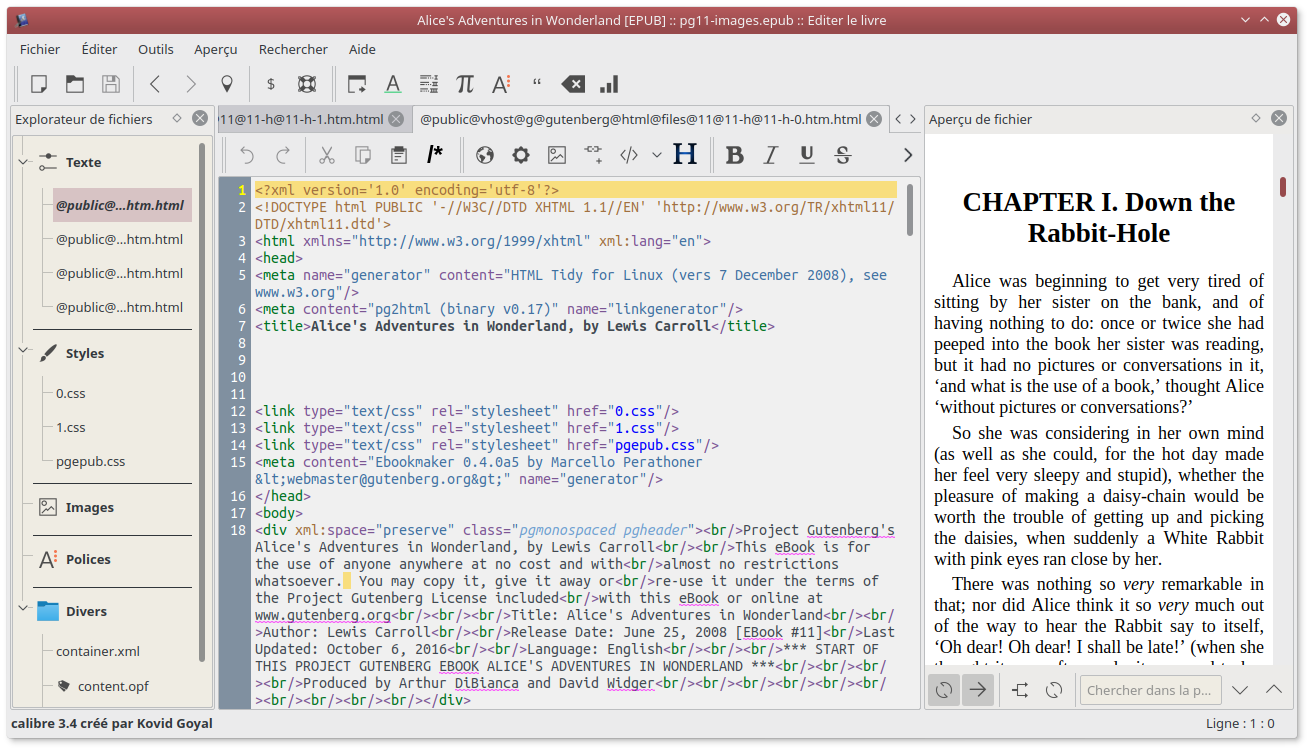 Alice's Adventures in Wonderland [EPUB] :: pg11-images.epub :: Editer le livre
Fichier Éditer Outils Aperçu Rechercher Aide
Explorateur de fichiers
Texte
@public@...htm.html
@public@...htm.html
@public@...htm.html
@public@...htm.html
Styles
0.css
1.css
pgepub.css
Images
Polices
Divers
container.xml
content.opf
11@11-h@11-h-1.htm.html
@public@vhost@g@gutenberg@html@files@11@11-h@11-h-0.htm.html
1 <?xml version='1.0' encoding='utf-8'?>
2 <!DOCTYPE html PUBLIC '-//W3C//DTD XHTML 1.1//EN' 'http://www.w3.org/TR/xhtml11/
DTD/xhtml11.dtd'>
3 <html xmlns="http://www.w3.org/1999/xhtml" xml:lang="en">
4 <head>
5 <meta name="generator" content="HTML Tidy for Linux (vers 7 December 2008), see
www.w3.org"/>
6 <meta content="pg2html (binary v0.17)" name="linkgenerator"/>
7 <title>Alice's Adventures in Wonderland, by Lewis Carroll</title>
8
9
10
11
12 <link type="text/css" rel="stylesheet" href="0.css"/>
13 <link type="text/css" rel="stylesheet" href="1.css"/>
14 <link type="text/css" rel="stylesheet" href="pgepub.css"/>
15 <meta content="Ebookmaker 0.4.0a5 by Marcello Perathoner
&lt;webmaster@gutenberg.org&gt;" name="generator"/>
16 </head>
17 <body>
18 <div xml:space="preserve" class="pgmonospaced pgheader"><br/>Project Gutenberg's
Alice's Adventures in Wonderland, by Lewis Carroll<br/><br/>This eBook is for
the use of anyone anywhere at no cost and with<br/>almost no restrictions
whatsoever.  You may copy it, give it away or<br/>re-use it under the terms of
the Project Gutenberg License included<br/>with this eBook or online at
www.gutenberg.org<br/><br/><br/>Title: Alice's Adventures in Wonderland<br/><br/
>Author: Lewis Carroll<br/><br/>Release Date: June 25, 2008 [EBook #11]<br/>Last
Updated: October 6, 2016<br/><br/>Language: English<br/><br/><br/>*** START OF
THIS PROJECT GUTENBERG EBOOK ALICE'S ADVENTURES IN WONDERLAND ***<br/><br/><br/
><br/>Produced by Arthur DiBianca and David Widger<br/><br/><br/><br/><br/><br/
><br/><br/><br/><br/><br/></div>
Aperçu de fichier
CHAPTER I. Down the
Rabbit-Hole
Alice was beginning to get very tired of
sitting by her sister on the bank, and of
having nothing to do: once or twice she had
peeped into the book her sister was reading,
but it had no pictures or conversations in it,
‘and what is the use of a book,’ thought Alice
‘without pictures or conversations?’
So she was considering in her own mind
(as well as she could, for the hot day made
her feel very sleepy and stupid), whether the
pleasure of making a daisy-chain would be
worth the trouble of getting up and picking
the daisies, when suddenly a White Rabbit
with pink eyes ran close by her.
There was nothing so very remarkable in
that; nor did Alice think it so very much out
of the way to hear the Rabbit say to itself,
‘Oh dear! Oh dear! I shall be late!’ (when she
Chercher dans la p...
calibre 3.4 créé par Kovid Goyal
Ligne : 1 : 0